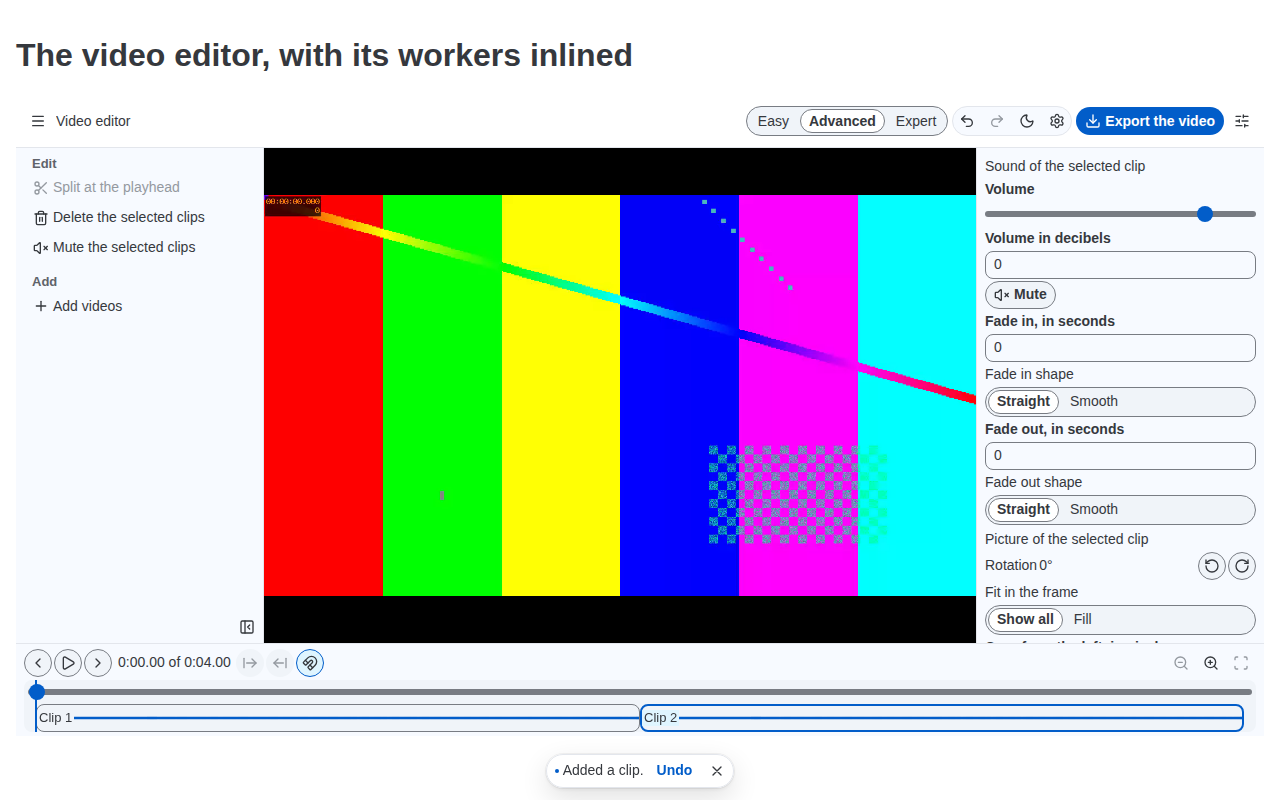 The video editor, with its workers inlined
Video editor
Easy Advanced Expert
Export the video
Edit
Split at the playhead
Delete the selected clips
Mute the selected clips
Add
Add videos
00:00:00.000
0
Sound of the selected clip
Volume
Volume in decibels
0
Mute
Fade in, in seconds
0
Fade in shape
Straight Smooth
Fade out, in seconds
0
Fade out shape
Straight Smooth
Picture of the selected clip
Rotation 0°
Fit in the frame
Show all Fill
0:00.00 of 0:04.00
Clip 1
Clip 2
Added a clip. Undo